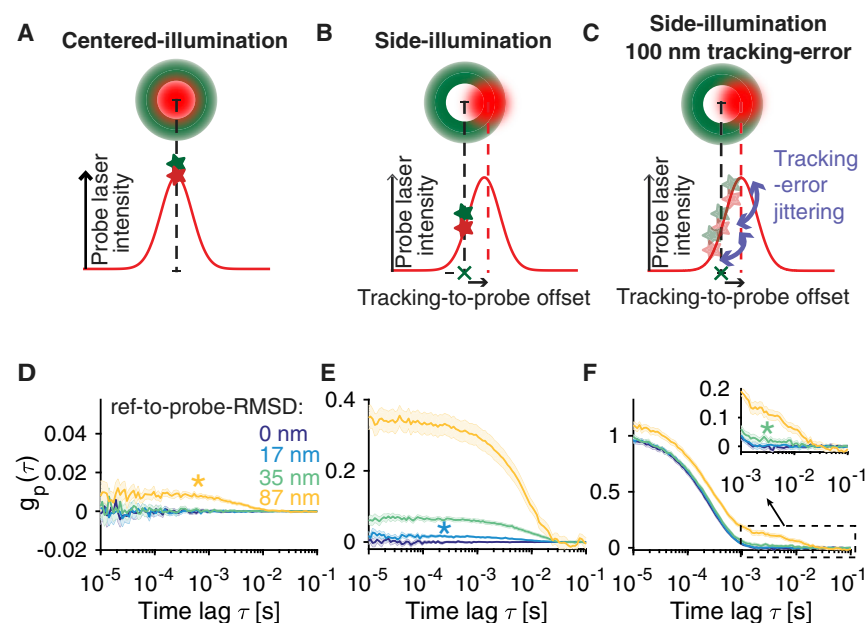 A
Centered-illumination
B
Side-illumination
C
Side-illumination
100 nm tracking-error
Probe laser
intensity
Probe laser
intensity
Tracking-to-probe offset
Probe laser
intensity
Tracking
-error
jittering
Tracking-to-probe offset
D
ref-to-probe-RMSD:
0 nm
17 nm
35 nm
87 nm
*
0.04
0.02
0
-0.02
g_p(τ)
10^-5 10^-4 10^-3 10^-2 10^-1
Time lag τ [s]
E
0.4
0.2
0
*
10^-5 10^-4 10^-3 10^-2 10^-1
Time lag τ [s]
F
1
0.5
0
10^-5 10^-4 10^-3 10^-2 10^-1
Time lag τ [s]
0.2
0.1
0
*
10^-3 10^-2 10^-1